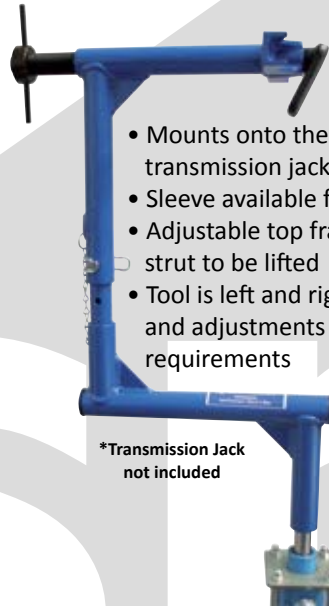 • Mounts onto the
transmission jack
• Sleeve available f
• Adjustable top fra
strut to be lifted
• Tool is left and rig
and adjustments
requirements
*Transmission Jack
not included